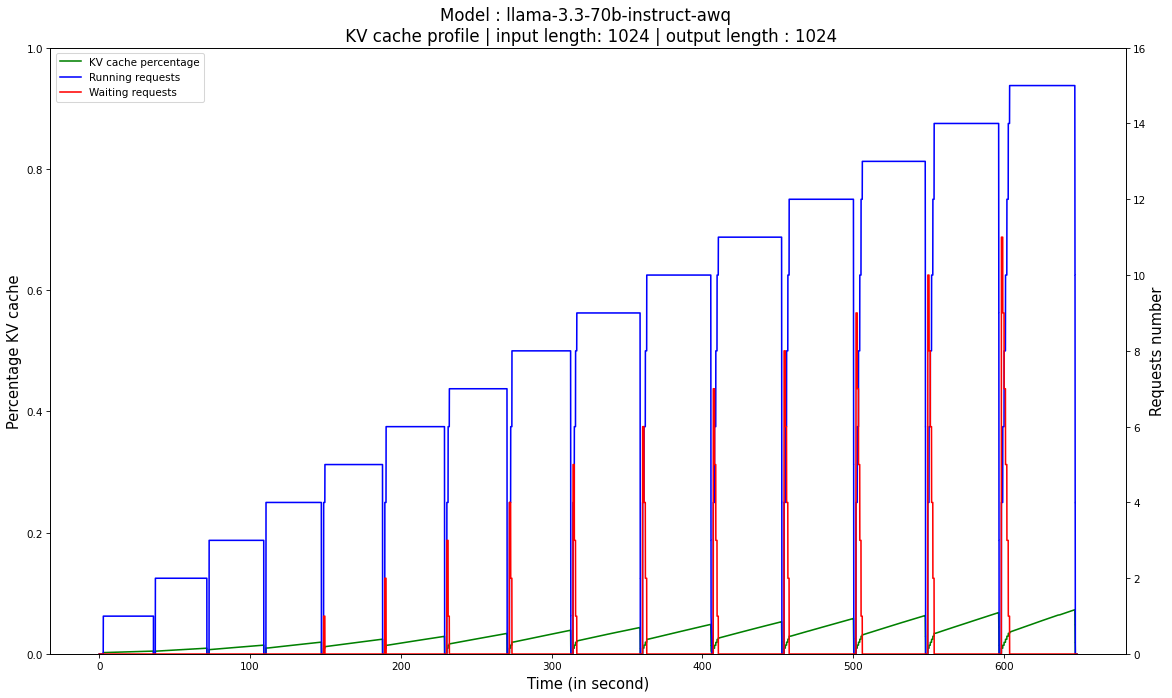 Model : llama-3.3-70b-instruct-awq
KV cache profile | input length: 1024 | output length : 1024
KV cache percentage
Running requests
Waiting requests
Percentage KV cache
1.0
0.8
0.6
0.4
0.2
0.0
16
14
12
10
8
6
4
2
0
Requests number
0 100 200 300 400 500 600
Time (in second)